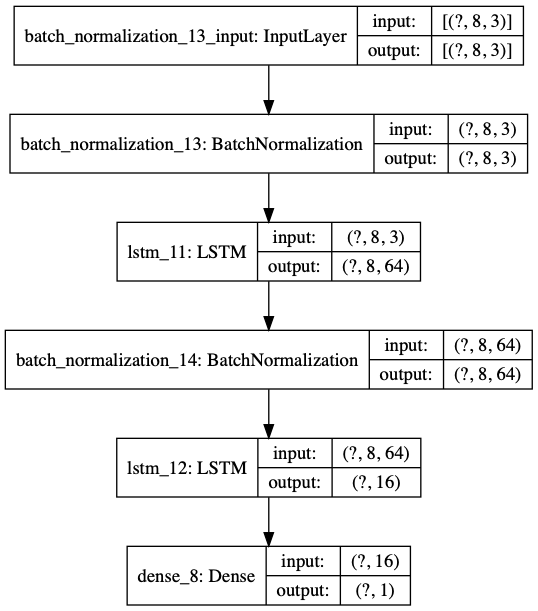 batch_normalization_13_input: InputLayer
input: [(?, 8, 3)]
output: [(?, 8, 3)]
batch_normalization_13: BatchNormalization
input: (?, 8, 3)
output: (?, 8, 3)
lstm_11: LSTM
input: (?, 8, 3)
output: (?, 8, 64)
batch_normalization_14: BatchNormalization
input: (?, 8, 64)
output: (?, 8, 64)
lstm_12: LSTM
input: (?, 8, 64)
output: (?, 16)
dense_8: Dense
input: (?, 16)
output: (?, 1)